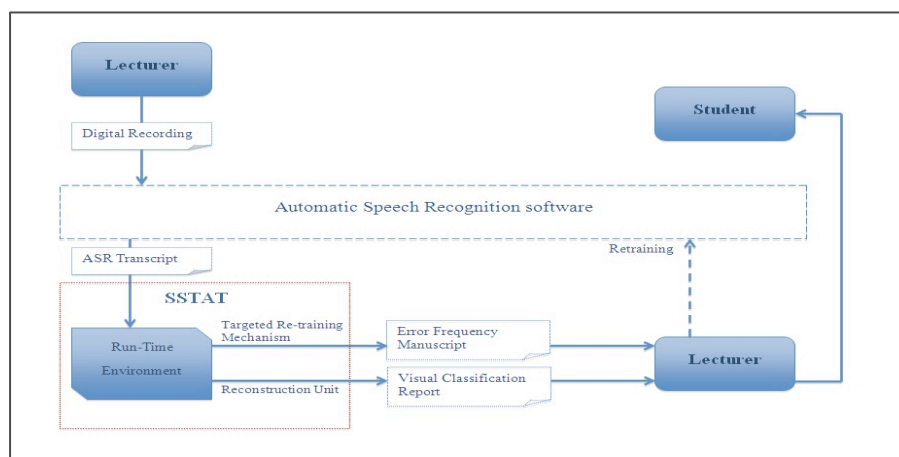 Lecturer
Student
Digital Recording
Automatic Speech Recognition software
Retraining
ASR Transcript
SSTAT
Targeted Re-training
Mechanism
Error Frequency
Manuscript
Run-Time
Environment
Lecturer
Visual Classification
Report
Reconstruction Unit